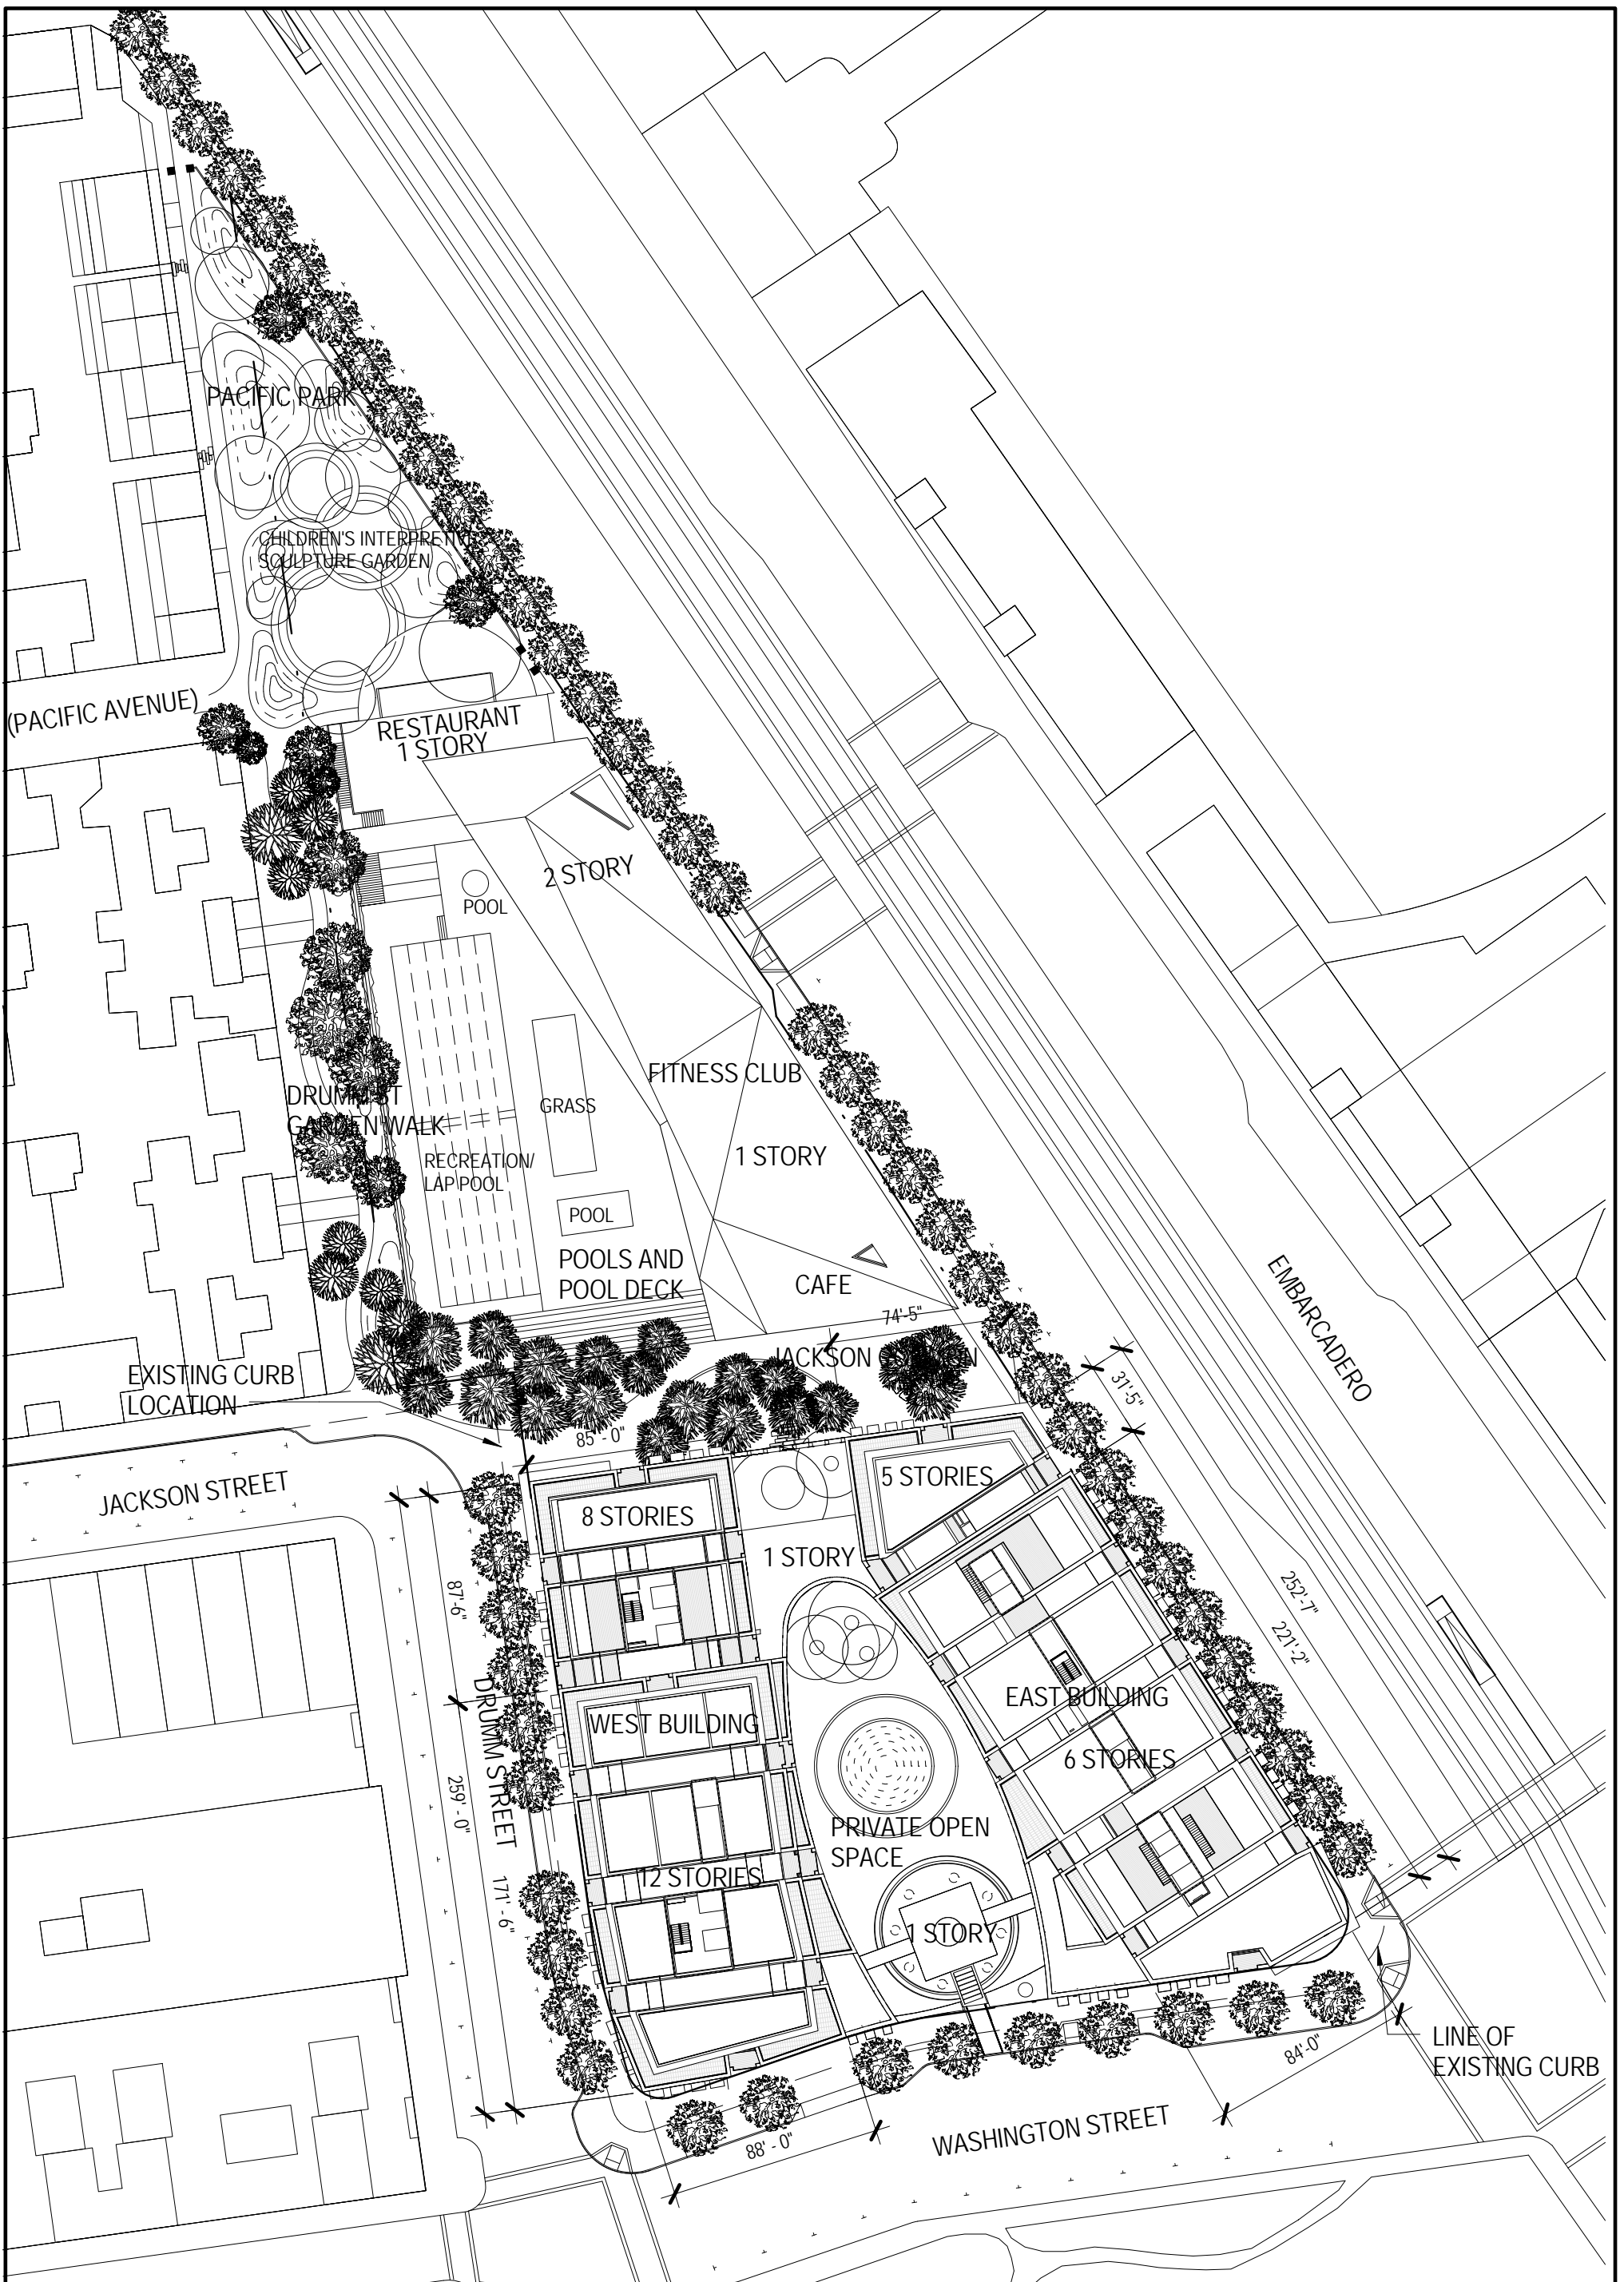 PACIFIC PARK
CHILDREN'S INTERPRETIVE
SCULPTURE GARDEN
(PACIFIC AVENUE)
RESTAURANT
1 STORY
2 STORY
POOL
FITNESS CLUB
DRUMM ST
GARDEN WALK
GRASS
1 STORY
RECREATION/
LAP POOL
POOL
POOLS AND
POOL DECK
CAFE
EMBARCADERO
74'-5"
JACKSON
EXISTING CURB
LOCATION
31'-5"
85'-0"
JACKSON STREET
5 STORIES
8 STORIES
1 STORY
87'-6"
252'-7"
221'-2"
DRUMM STREET
WEST BUILDING
EAST BUILDING
6 STORIES
259'-0"
PRIVATE OPEN
SPACE
12 STORIES
171'-6"
1 STORY
LINE OF
EXISTING CURB
84'-0"
WASHINGTON STREET
88'-0"